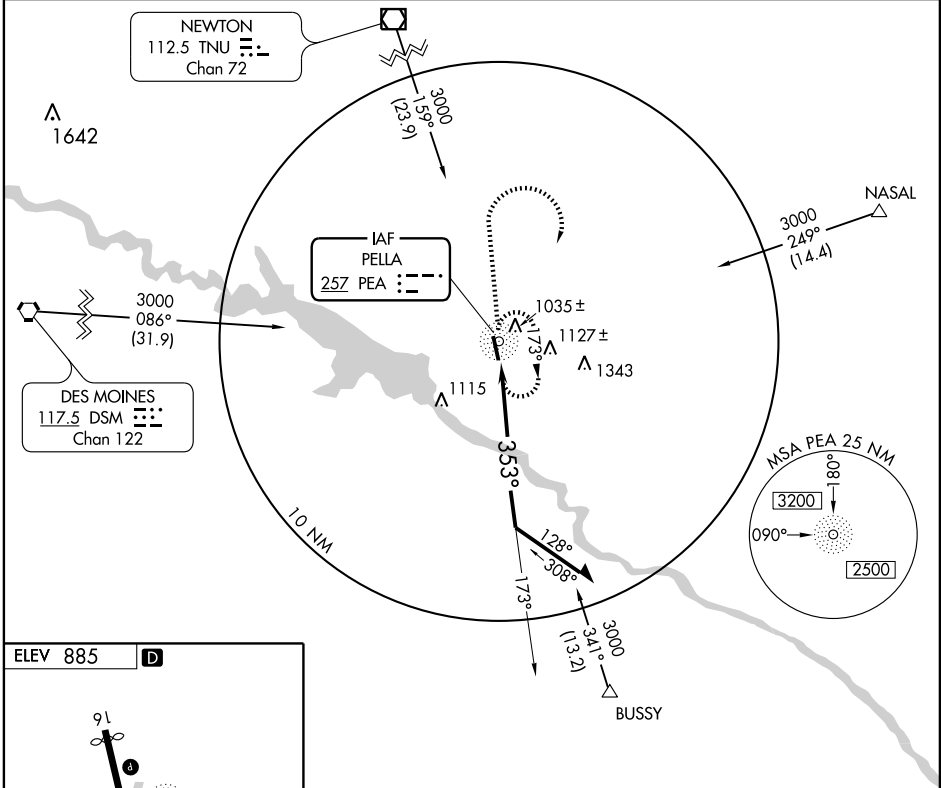 NEWTON
112.5 TNU
Chan 72
1642
3000
159°
(23.9)
NASAL
3000
249°
(14.4)
IAF
PELLA
257 PEA
3000
086°
(31.9)
1035 ±
173°
1127 ±
1343
1115
DES MOINES
117.5 DSM
Chan 122
353°
MSA PEA 25 NM
180°
3200
090°
2500
10 NM
128°
308°
173°
3000
341°
(13.2)
BUSSY
ELEV 885 D
16
P